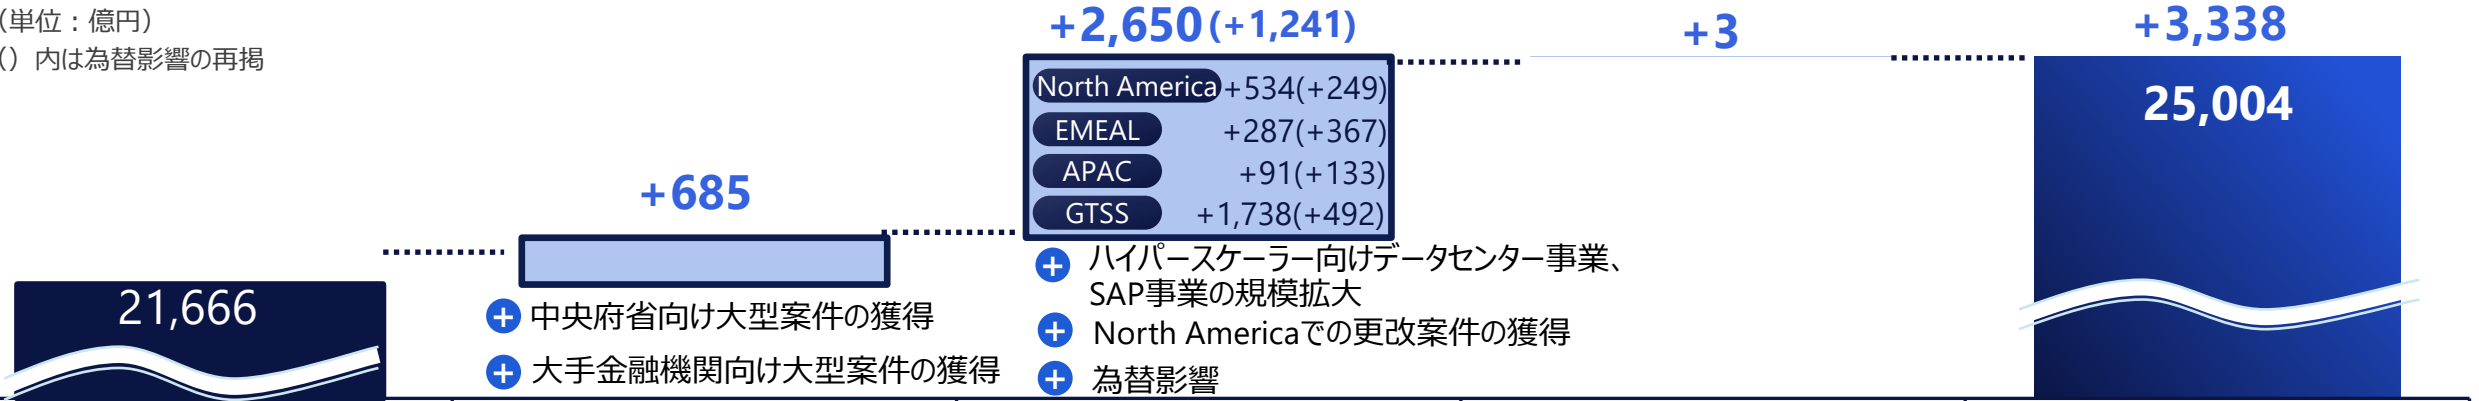 (単位：億円)
()内は為替影響の再掲
21,666
+685
中央府省向け大型案件の獲得
大手金融機関向け大型案件の獲得
+2,650(+1,241)
North America +534(+249)
EMEAL +287(+367)
APAC +91(+133)
GTSS +1,738(+492)
ハイパースケーラー向けデータセンター事業、
SAP事業の規模拡大
North Americaでの更改案件の獲得
為替影響
+3
+3,338
25,004